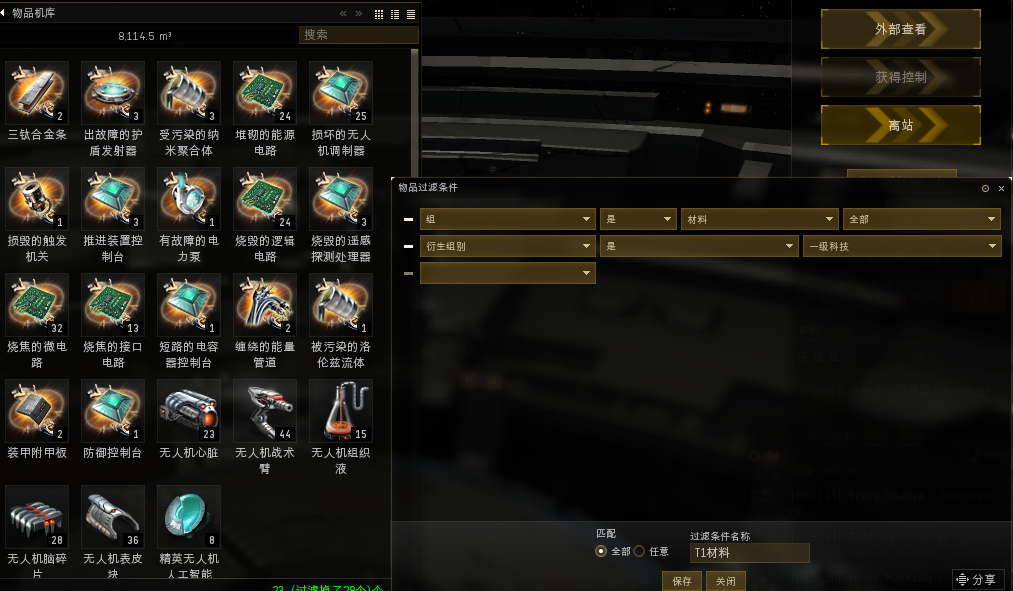 物品机库
8,114.5 m³
搜索
2
3
3
24
25
三钛合金条
出故障的护盾发射器
受污染的纳米聚合体
堆砌的能源电路
损坏的无人机调制器
1
3
1
24
3
损毁的触发机关
推进装置控制台
有故障的电力泵
烧毁的逻辑电路
烧毁的遥感探测处理器
32
13
1
2
1
烧焦的微电路
烧焦的接口电路
短路的电容器控制台
缠绕的能量管道
被污染的洛伦兹流体
2
1
23
44
15
装甲附甲板
防御控制台
无人机心脏
无人机战术臂
无人机组织液
28
36
8
无人机脑碎片
无人机表皮块
精英无人机人工智能
外部查看
获得控制
离站
物品过滤条件
组
是
材料
全部
衍生组别
是
一级科技
匹配
全部
任意
过滤条件名称
T1材料
保存
关闭
分享